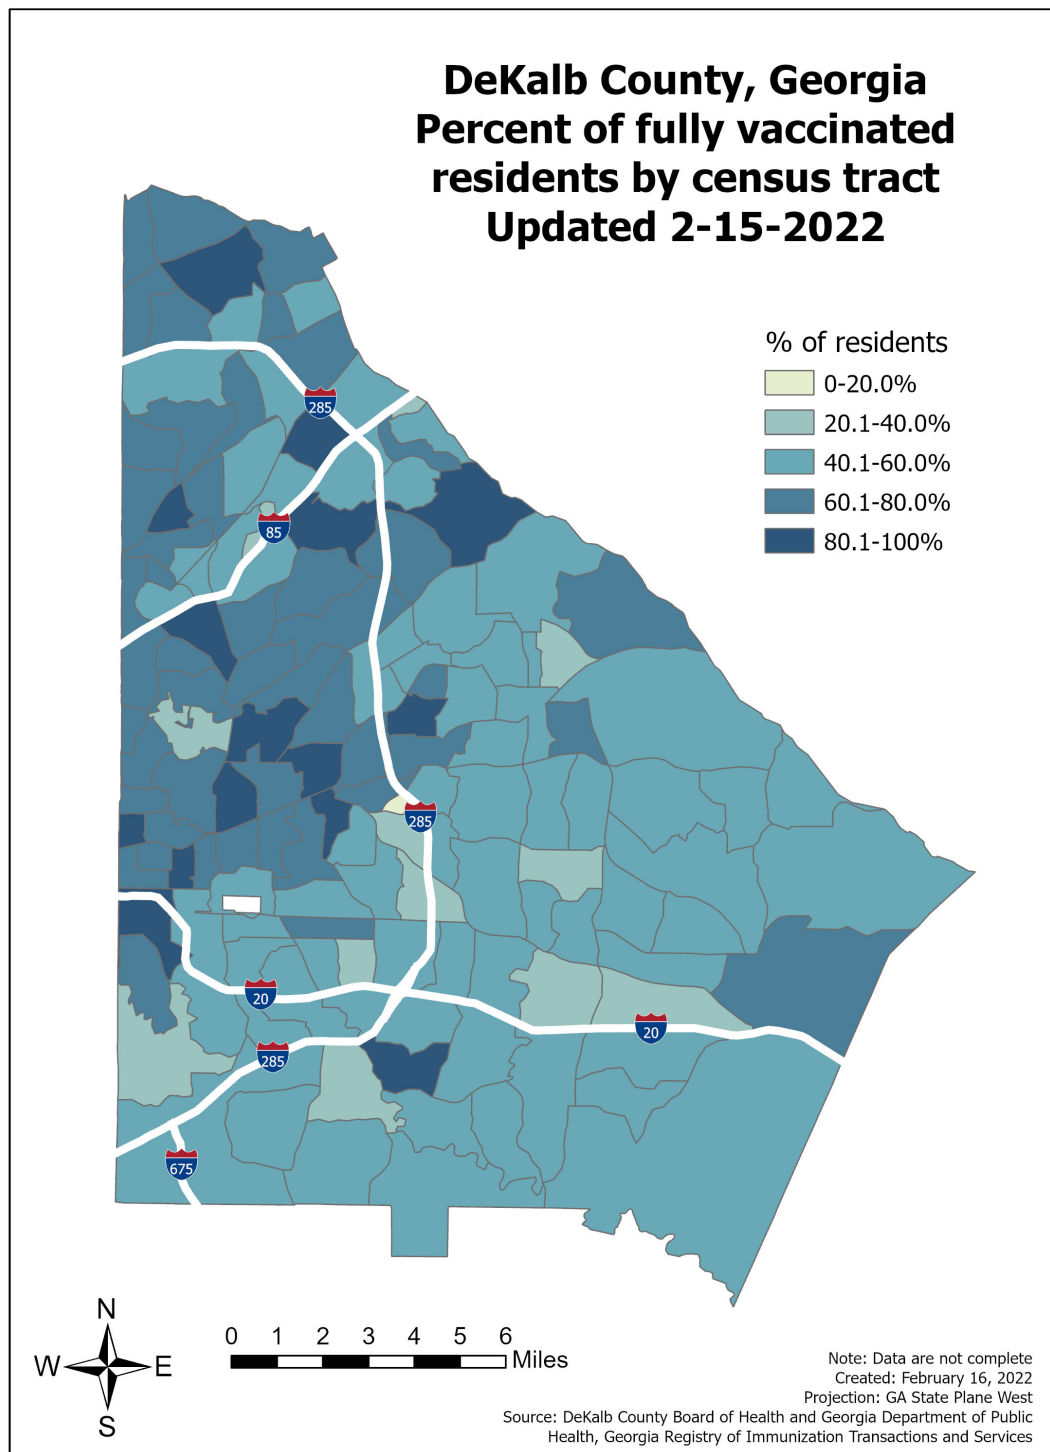 DeKalb County, Georgia
Percent of fully vaccinated
residents by census tract
Updated 2-15-2022
% of residents
0-20.0%
20.1-40.0%
40.1-60.0%
60.1-80.0%
80.1-100%
285
85
285
20
20
285
675
N
W E
S
0 1 2 3 4 5 6
Miles
Note: Data are not complete
Created: February 16, 2022
Projection: GA State Plane West
Source: DeKalb County Board of Health and Georgia Department of Public
Health, Georgia Registry of Immunization Transactions and Services